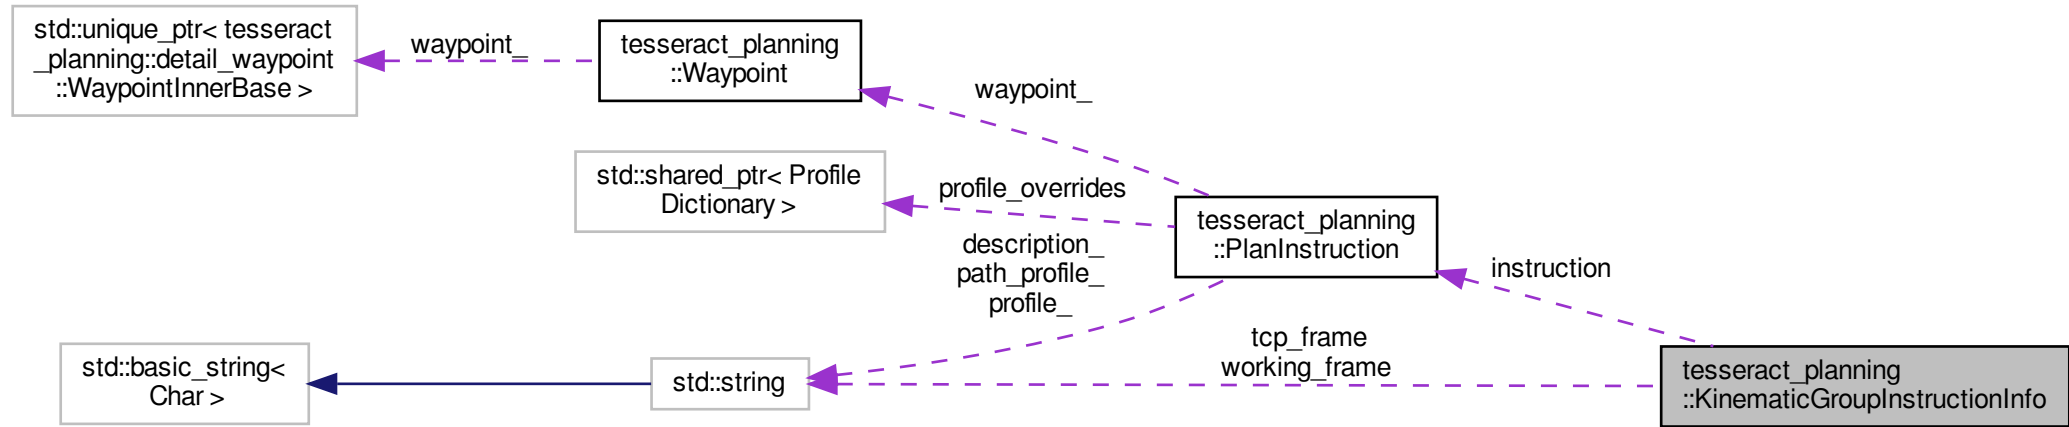 std::unique_ptr< tesseract
_planning::detail_waypoint
::WaypointInnerBase >
waypoint_
tesseract_planning
::Waypoint
waypoint_
std::shared_ptr< Profile
Dictionary >
profile_overrides
tesseract_planning
::PlanInstruction
description_
path_profile_
profile_
instruction
std::basic_string<
Char >
std::string
tcp_frame
working_frame
tesseract_planning
::KinematicGroupInstructionInfo